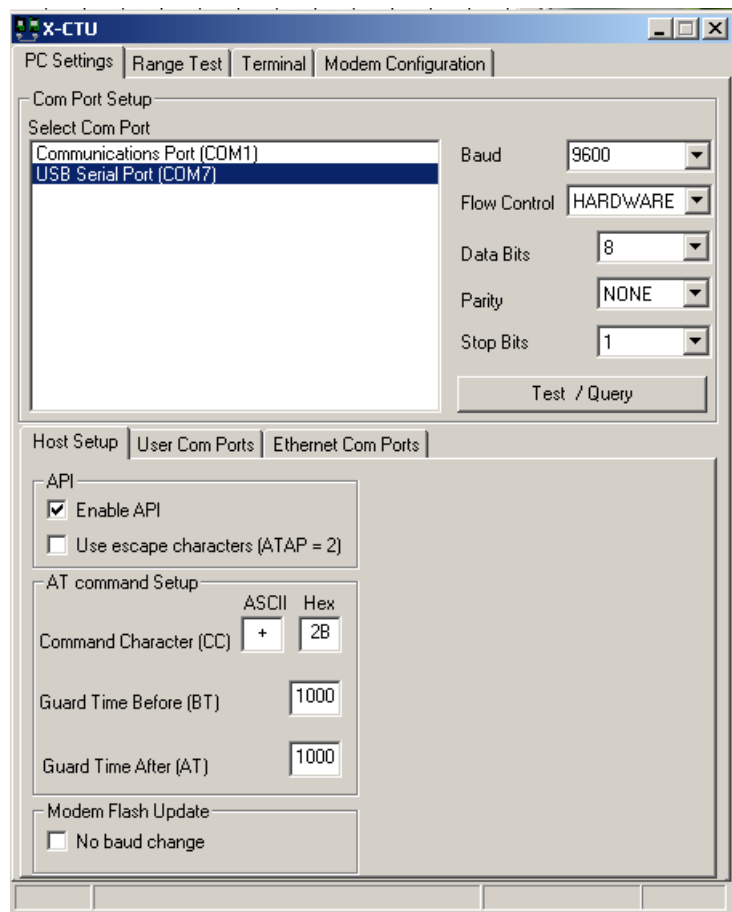 X-CTU
PC Settings Range Test Terminal Modem Configuration
Com Port Setup
Select Com Port
Communications Port (COM1)
USB Serial Port (COM7)
Baud 9600
Flow Control HARDWARE
Data Bits 8
Parity NONE
Stop Bits 1
Test / Query
Host Setup User Com Ports Ethernet Com Ports
API
Enable API
Use escape characters (ATAP = 2)
AT command Setup
ASCII Hex
Command Character (CC) + 2B
Guard Time Before (BT) 1000
Guard Time After (AT) 1000
Modem Flash Update
No baud change